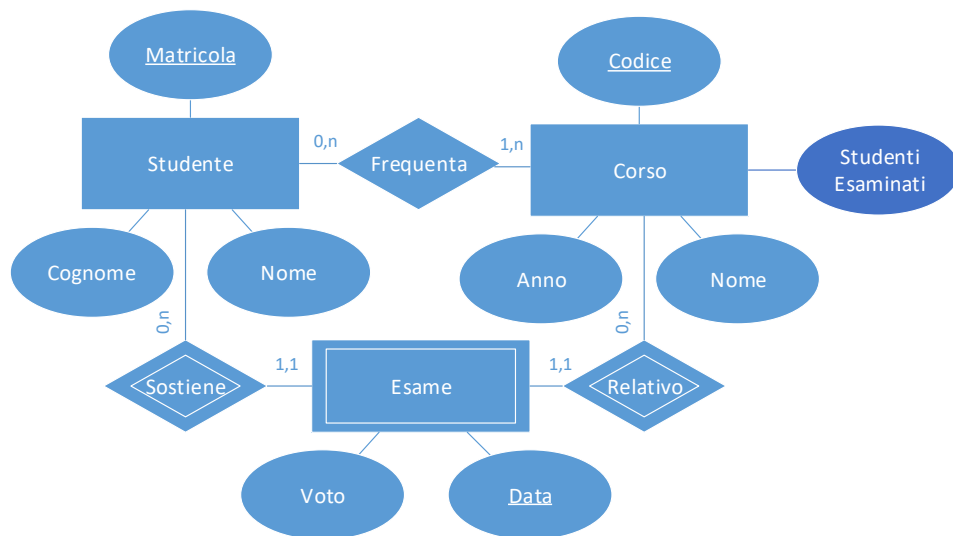 Matricola
Codice
Studente
0,n
Frequenta
1,n
Corso
Studenti
Esaminati
Cognome
Nome
Anno
Nome
0,n
0,n
Sostiene
1,1
Esame
1,1
Relativo
Voto
Data